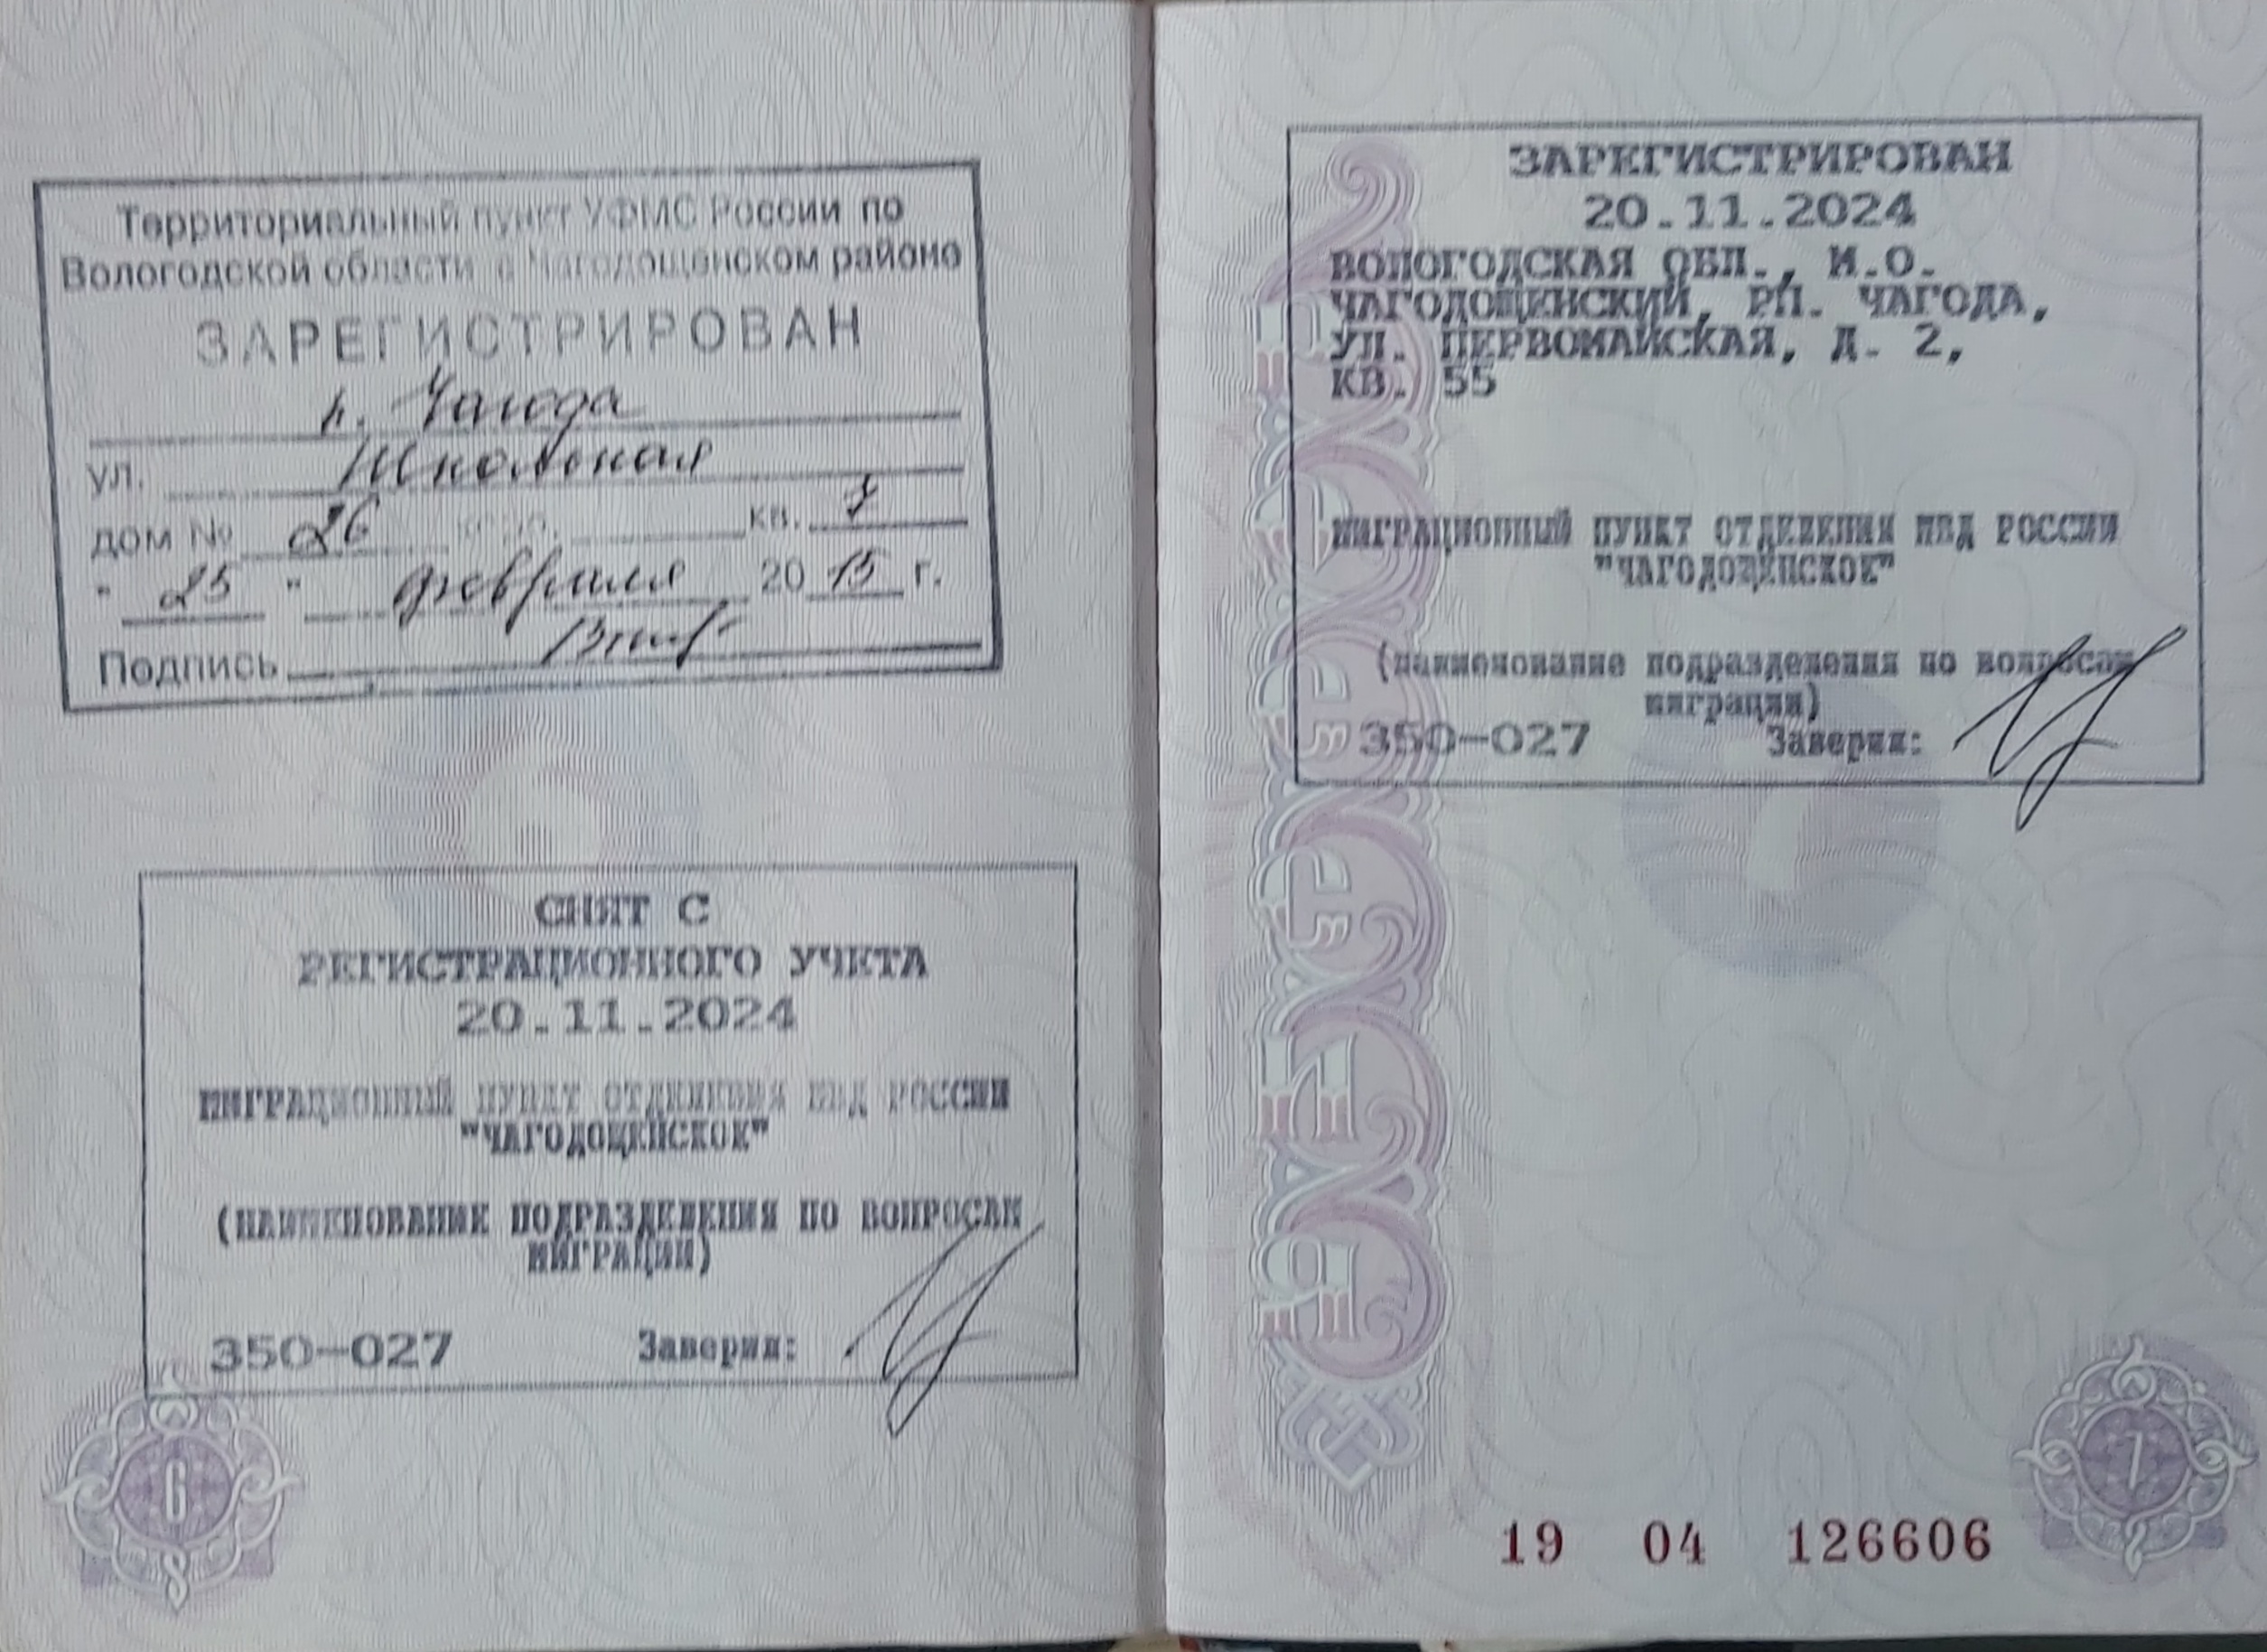 Территориальный пункт УФМС России по
Вологодской области в Чагодощенском районе
ЗАРЕГИСТРИРОВАН
п. Чагода
ул. Школьная
дом № 26 корп. кв. 7
" 25 " февраля 2015 г.
Подпись
СНЯТ С
РЕГИСТРАЦИОННОГО УЧЕТА
20.11.2024
МИГРАЦИОННЫЙ ПУНКТ ОТДЕЛЕНИЯ МВД РОССИИ
"ЧАГОДОЩЕНСКОЕ"
(НАИМЕНОВАНИЕ ПОДРАЗДЕЛЕНИЯ ПО ВОПРОСАМ
МИГРАЦИИ)
350-027 Заверил:
6
ЗАРЕГИСТРИРОВАН
20.11.2024
ВОЛОГОДСКАЯ ОБЛ., М.О.
ЧАГОДОЩЕНСКИЙ, РП. ЧАГОДА,
УЛ. ПЕРВОМАЙСКАЯ, Д. 2,
КВ. 55
МИГРАЦИОННЫЙ ПУНКТ ОТДЕЛЕНИЯ МВД РОССИИ
"ЧАГОДОЩЕНСКОЕ"
(наименование подразделения по вопросам
миграции)
350-027 Заверил:
19 04 126606
7